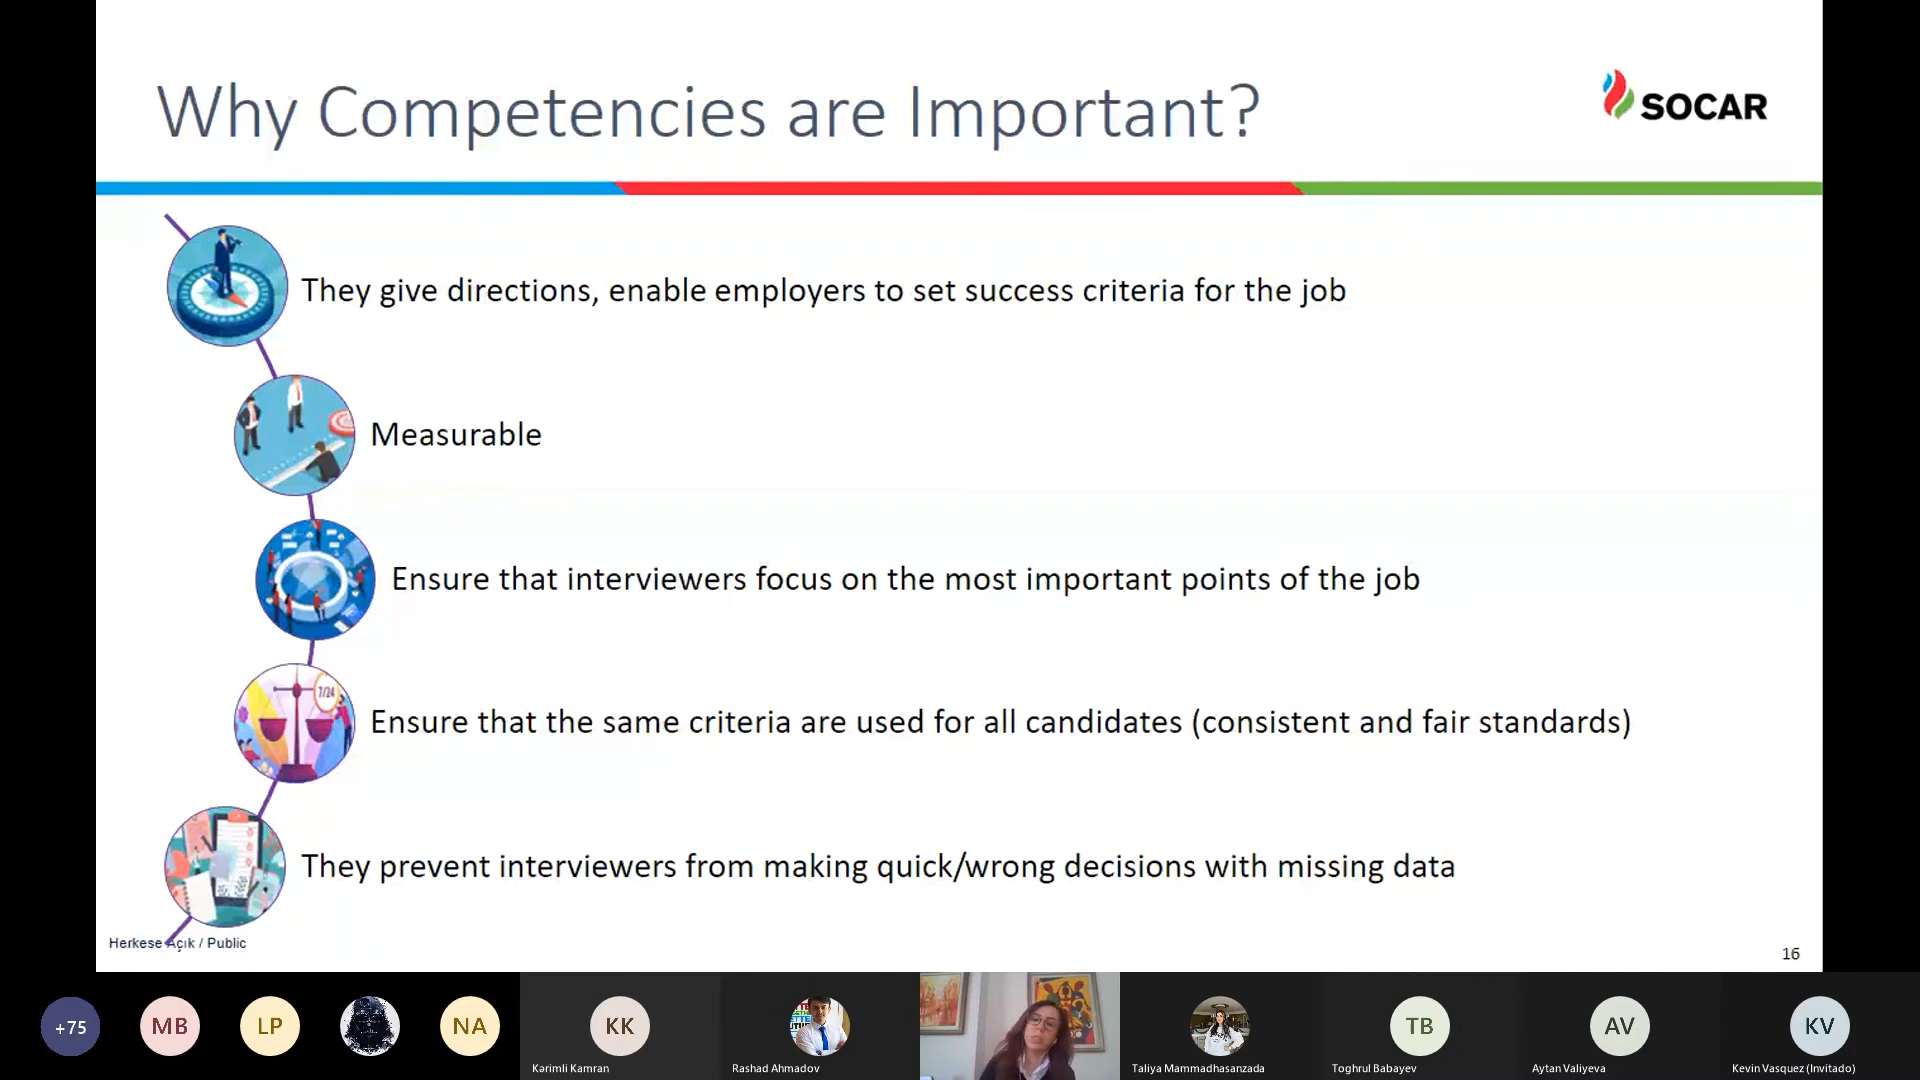 Why Competencies are Important?
SOCAR
They give directions, enable employers to set success criteria for the job
Measurable
Ensure that interviewers focus on the most important points of the job
7/24
Ensure that the same criteria are used for all candidates (consistent and fair standards)
They prevent interviewers from making quick/wrong decisions with missing data
Herkese Açık / Public
16
+75
MB
LP
NA
KK
TB
AV
KV
Kərimli Kamran
Rashad Ahmadov
Taliya Mammadhasanzada
Toghrul Babayev
Aytan Valiyeva
Kevin Vasquez (Invitado)